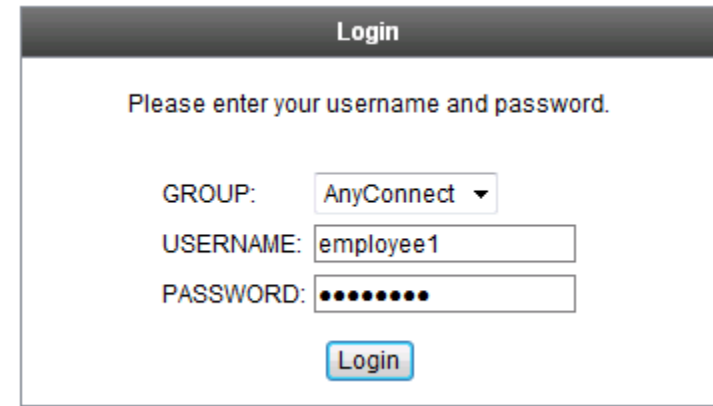 Login
Please enter your username and password.
GROUP: AnyConnect
USERNAME: employee1
PASSWORD: ••••••••
Login